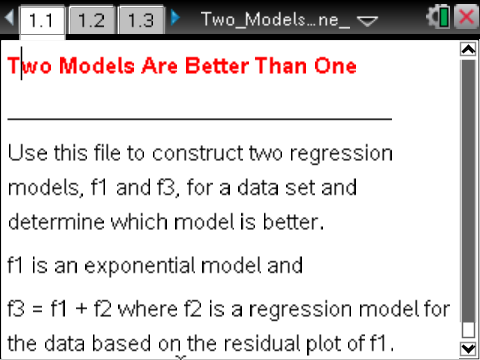 1.1 1.2 1.3 Two_Models...ne_
Two Models Are Better Than One
Use this file to construct two regression
models, f1 and f3, for a data set and
determine which model is better.
f1 is an exponential model and
f3 = f1 + f2 where f2 is a regression model for
the data based on the residual plot of f1.